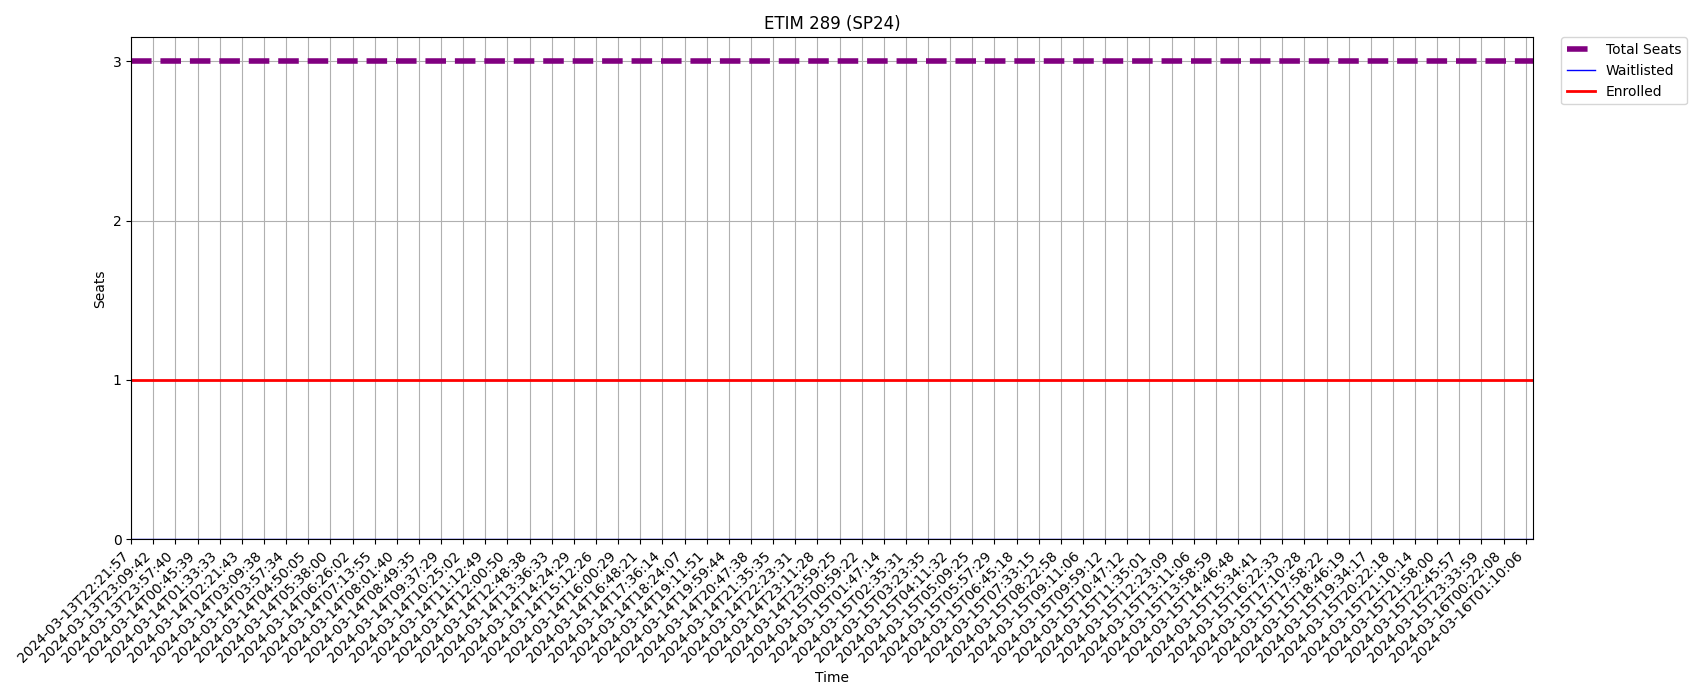 ETIM 289 (SP24)
Total Seats
Waitlisted
Enrolled
Seats
3
2
1
0
2024-03-13T22:21:57
2024-03-13T23:09:42
2024-03-13T23:57:40
2024-03-14T00:45:39
2024-03-14T01:33:33
2024-03-14T02:21:43
2024-03-14T03:09:38
2024-03-14T03:57:34
2024-03-14T04:50:05
2024-03-14T05:38:00
2024-03-14T06:26:02
2024-03-14T07:13:55
2024-03-14T08:01:40
2024-03-14T08:49:35
2024-03-14T09:37:29
2024-03-14T10:25:02
2024-03-14T11:12:49
2024-03-14T12:00:50
2024-03-14T12:48:38
2024-03-14T13:36:33
2024-03-14T14:24:29
2024-03-14T15:12:26
2024-03-14T16:00:29
2024-03-14T16:48:21
2024-03-14T17:36:14
2024-03-14T18:24:07
2024-03-14T19:11:51
2024-03-14T19:59:44
2024-03-14T20:47:38
2024-03-14T21:35:35
2024-03-14T22:23:31
2024-03-14T23:11:28
2024-03-14T23:59:25
2024-03-15T00:59:22
2024-03-15T01:47:14
2024-03-15T02:35:31
2024-03-15T03:23:35
2024-03-15T04:11:32
2024-03-15T05:09:25
2024-03-15T05:57:29
2024-03-15T06:45:18
2024-03-15T07:33:15
2024-03-15T08:22:58
2024-03-15T09:11:06
2024-03-15T09:59:12
2024-03-15T10:47:12
2024-03-15T11:35:01
2024-03-15T12:23:09
2024-03-15T13:11:06
2024-03-15T13:58:59
2024-03-15T14:46:48
2024-03-15T15:34:41
2024-03-15T16:22:33
2024-03-15T17:10:28
2024-03-15T17:58:22
2024-03-15T18:46:19
2024-03-15T19:34:17
2024-03-15T20:22:18
2024-03-15T21:10:14
2024-03-15T21:58:00
2024-03-15T22:45:57
2024-03-15T23:33:59
2024-03-16T00:22:08
2024-03-16T01:10:06
Time